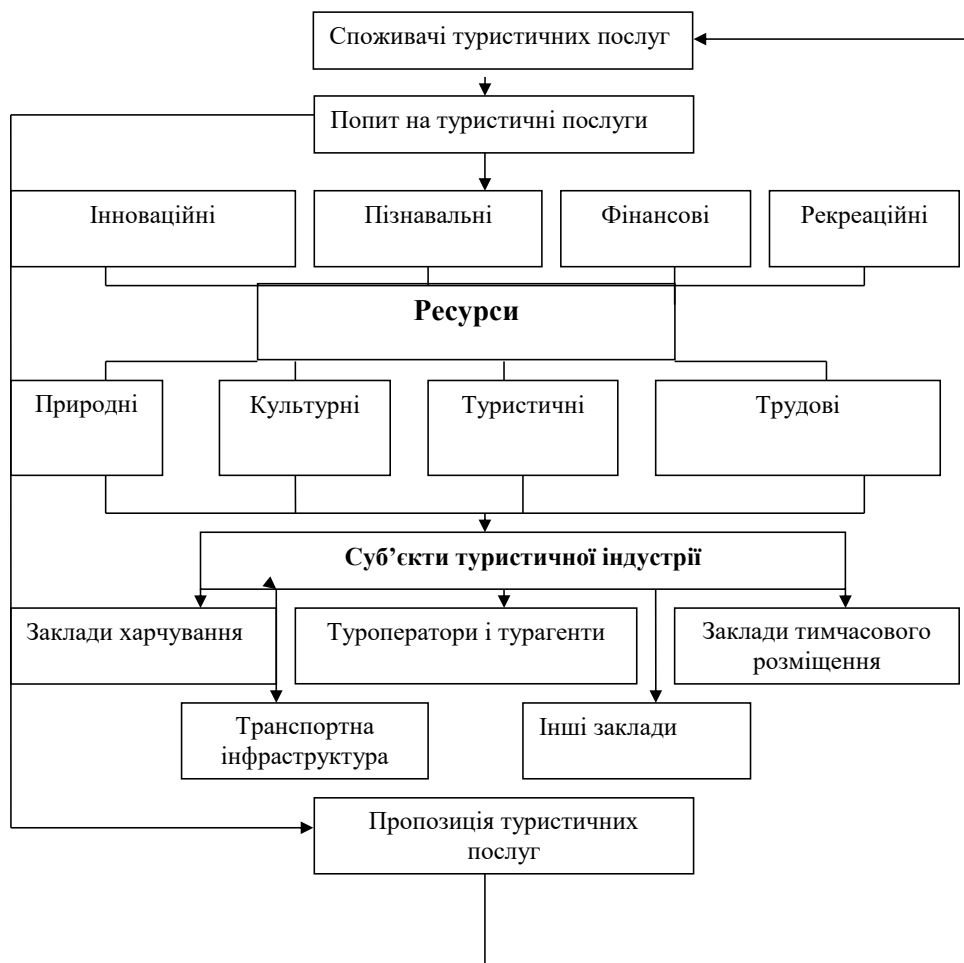 Споживачі туристичних послуг
Попит на туристичні послуги
Інноваційні
Пізнавальні
Фінансові
Рекреаційні
Ресурси
Природні
Культурні
Туристичні
Трудові
Суб’єкти туристичної індустрії
Заклади харчування
Туроператори і турагенти
Заклади тимчасового
розміщення
Транспортна
інфраструктура
Інші заклади
Пропозиція туристичних
послуг